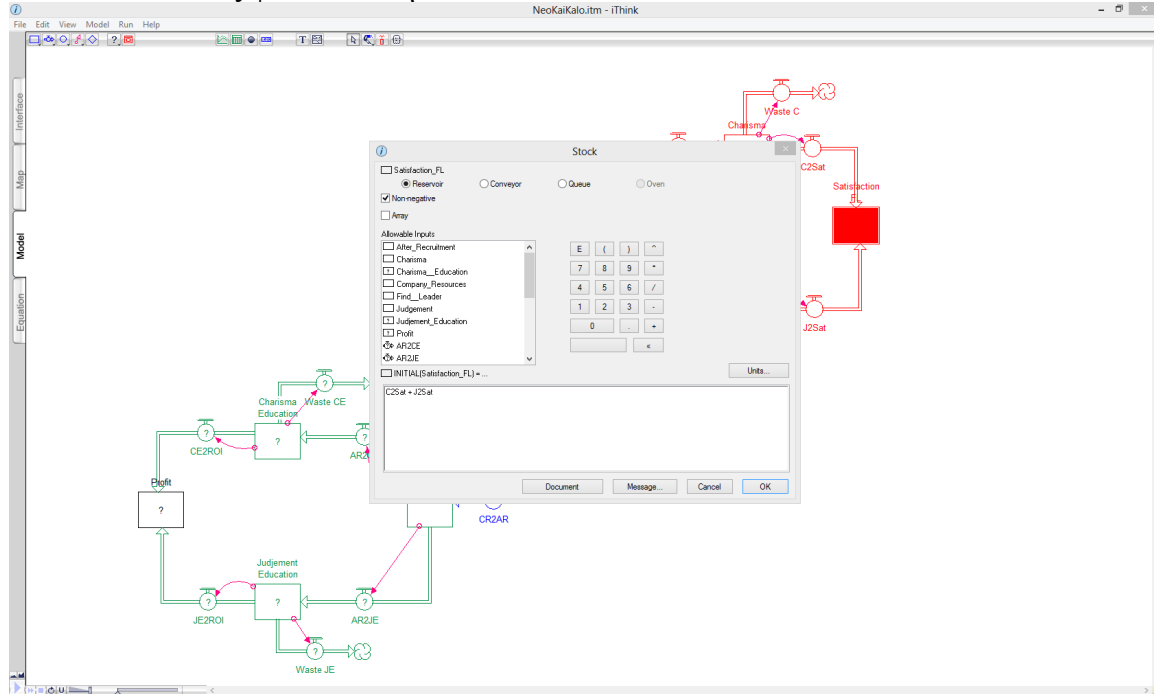 NeoKaiKalo.itm - iThink
File Edit View Model Run Help
Interface
Map
Model
Equation
Waste C
Charisma
C2Sat
Satisfaction
J2Sat
Stock
Satisfaction_FL
Reservoir Conveyor Queue Oven
Non-negative
Array
Allowable Inputs
After_Recruitment
Charisma
Charisma__Education
Company_Resources
Find__Leader
Judgement
Judjement_Education
Profit
AR2CE
AR2JE
E ( ) ^
7 8 9 *
4 5 6 /
1 2 3 -
0 . +
«
Units...
INITIAL(Satisfaction_FL) = ...
C2Sat + J2Sat
Document Message... Cancel OK
?
Charisma
Education
Waste CE
?
CE2ROI
?
?
AR2
Profit
?
CR2AR
Judjement
Education
?
JE2ROI
?
?
AR2JE
?
Waste JE